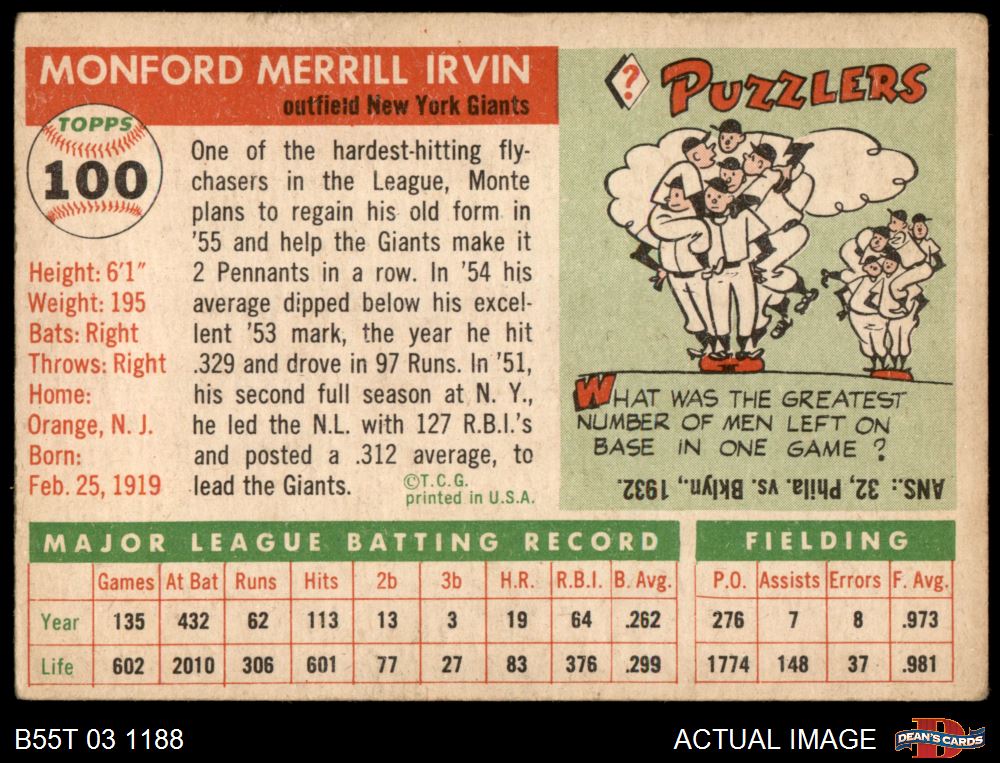 MONFORD MERRILL IRVIN
outfield New York Giants
TOPPS
100
Height: 6'1"
Weight: 195
Bats: Right
Throws: Right
Home:
Orange, N. J.
Born:
Feb. 25, 1919
One of the hardest-hitting fly-
chasers in the League, Monte
plans to regain his old form in
'55 and help the Giants make it
2 Pennants in a row. In '54 his
average dipped below his excel-
lent '53 mark, the year he hit
.329 and drove in 97 Runs. In '51,
his second full season at N. Y.,
he led the N.L. with 127 R.B.I.'s
and posted a .312 average, to
lead the Giants.
©T.C.G.
printed in U.S.A.
? PUZZLERS
WHAT WAS THE GREATEST
NUMBER OF MEN LEFT ON
BASE IN ONE GAME?
ANS.: 32, Phila. vs. Bklyn., 1932.
MAJOR LEAGUE BATTING RECORD FIELDING
Games At Bat Runs Hits 2b 3b H.R. R.B.I. B. Avg. P.O. Assists Errors F. Avg.
Year 135 432 62 113 13 3 19 64 .262 276 7 8 .973
Life 602 2010 306 601 77 27 83 376 .299 1774 148 37 .981
B55T 03 1188
ACTUAL IMAGE
D
DEAN'S CARDS